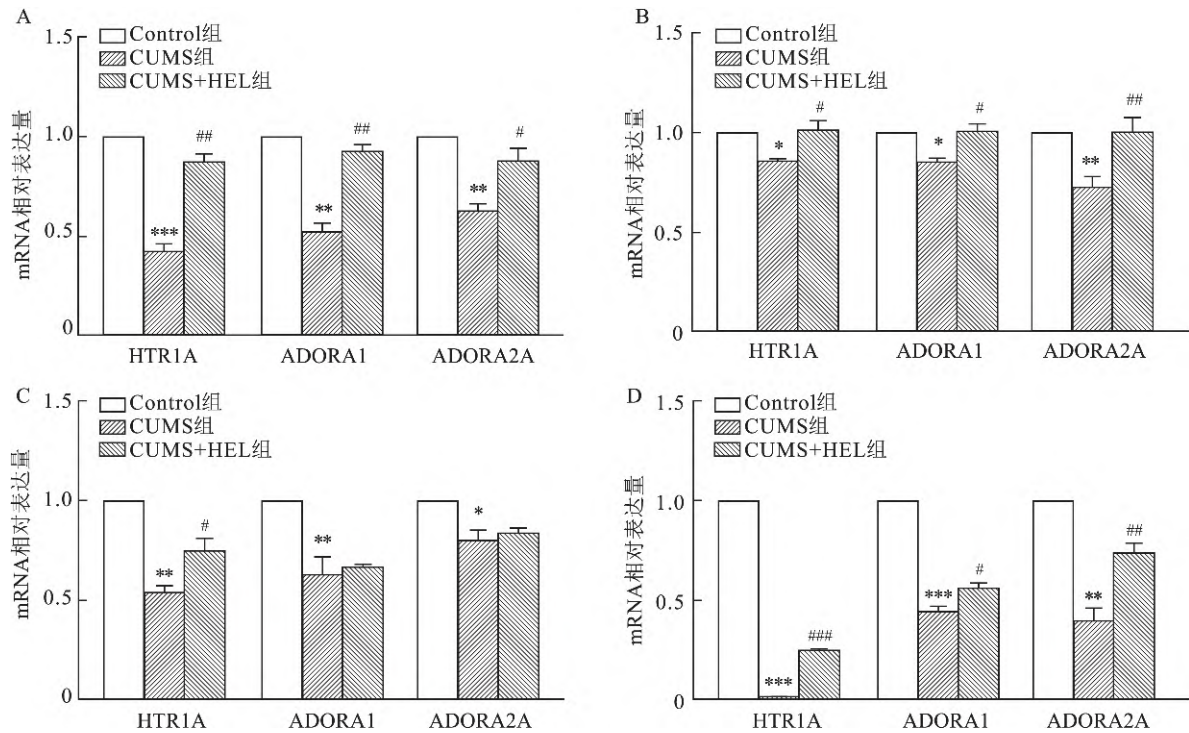 A
1.5
Control组
CUMS组
CUMS+HEL组
mRNA相对表达量
1.0
0.5
0
***
##
**
##
**
#
HTR1A
ADORA1
ADORA2A
B
1.5
Control组
CUMS组
CUMS+HEL组
mRNA相对表达量
1.0
0.5
0
*
#
*
#
**
##
HTR1A
ADORA1
ADORA2A
C
1.5
Control组
CUMS组
CUMS+HEL组
mRNA相对表达量
1.0
0.5
0
**
#
**
*
HTR1A
ADORA1
ADORA2A
D
1.5
Control组
CUMS组
CUMS+HEL组
mRNA相对表达量
1.0
0.5
0
***
###
***
#
**
##
HTR1A
ADORA1
ADORA2A